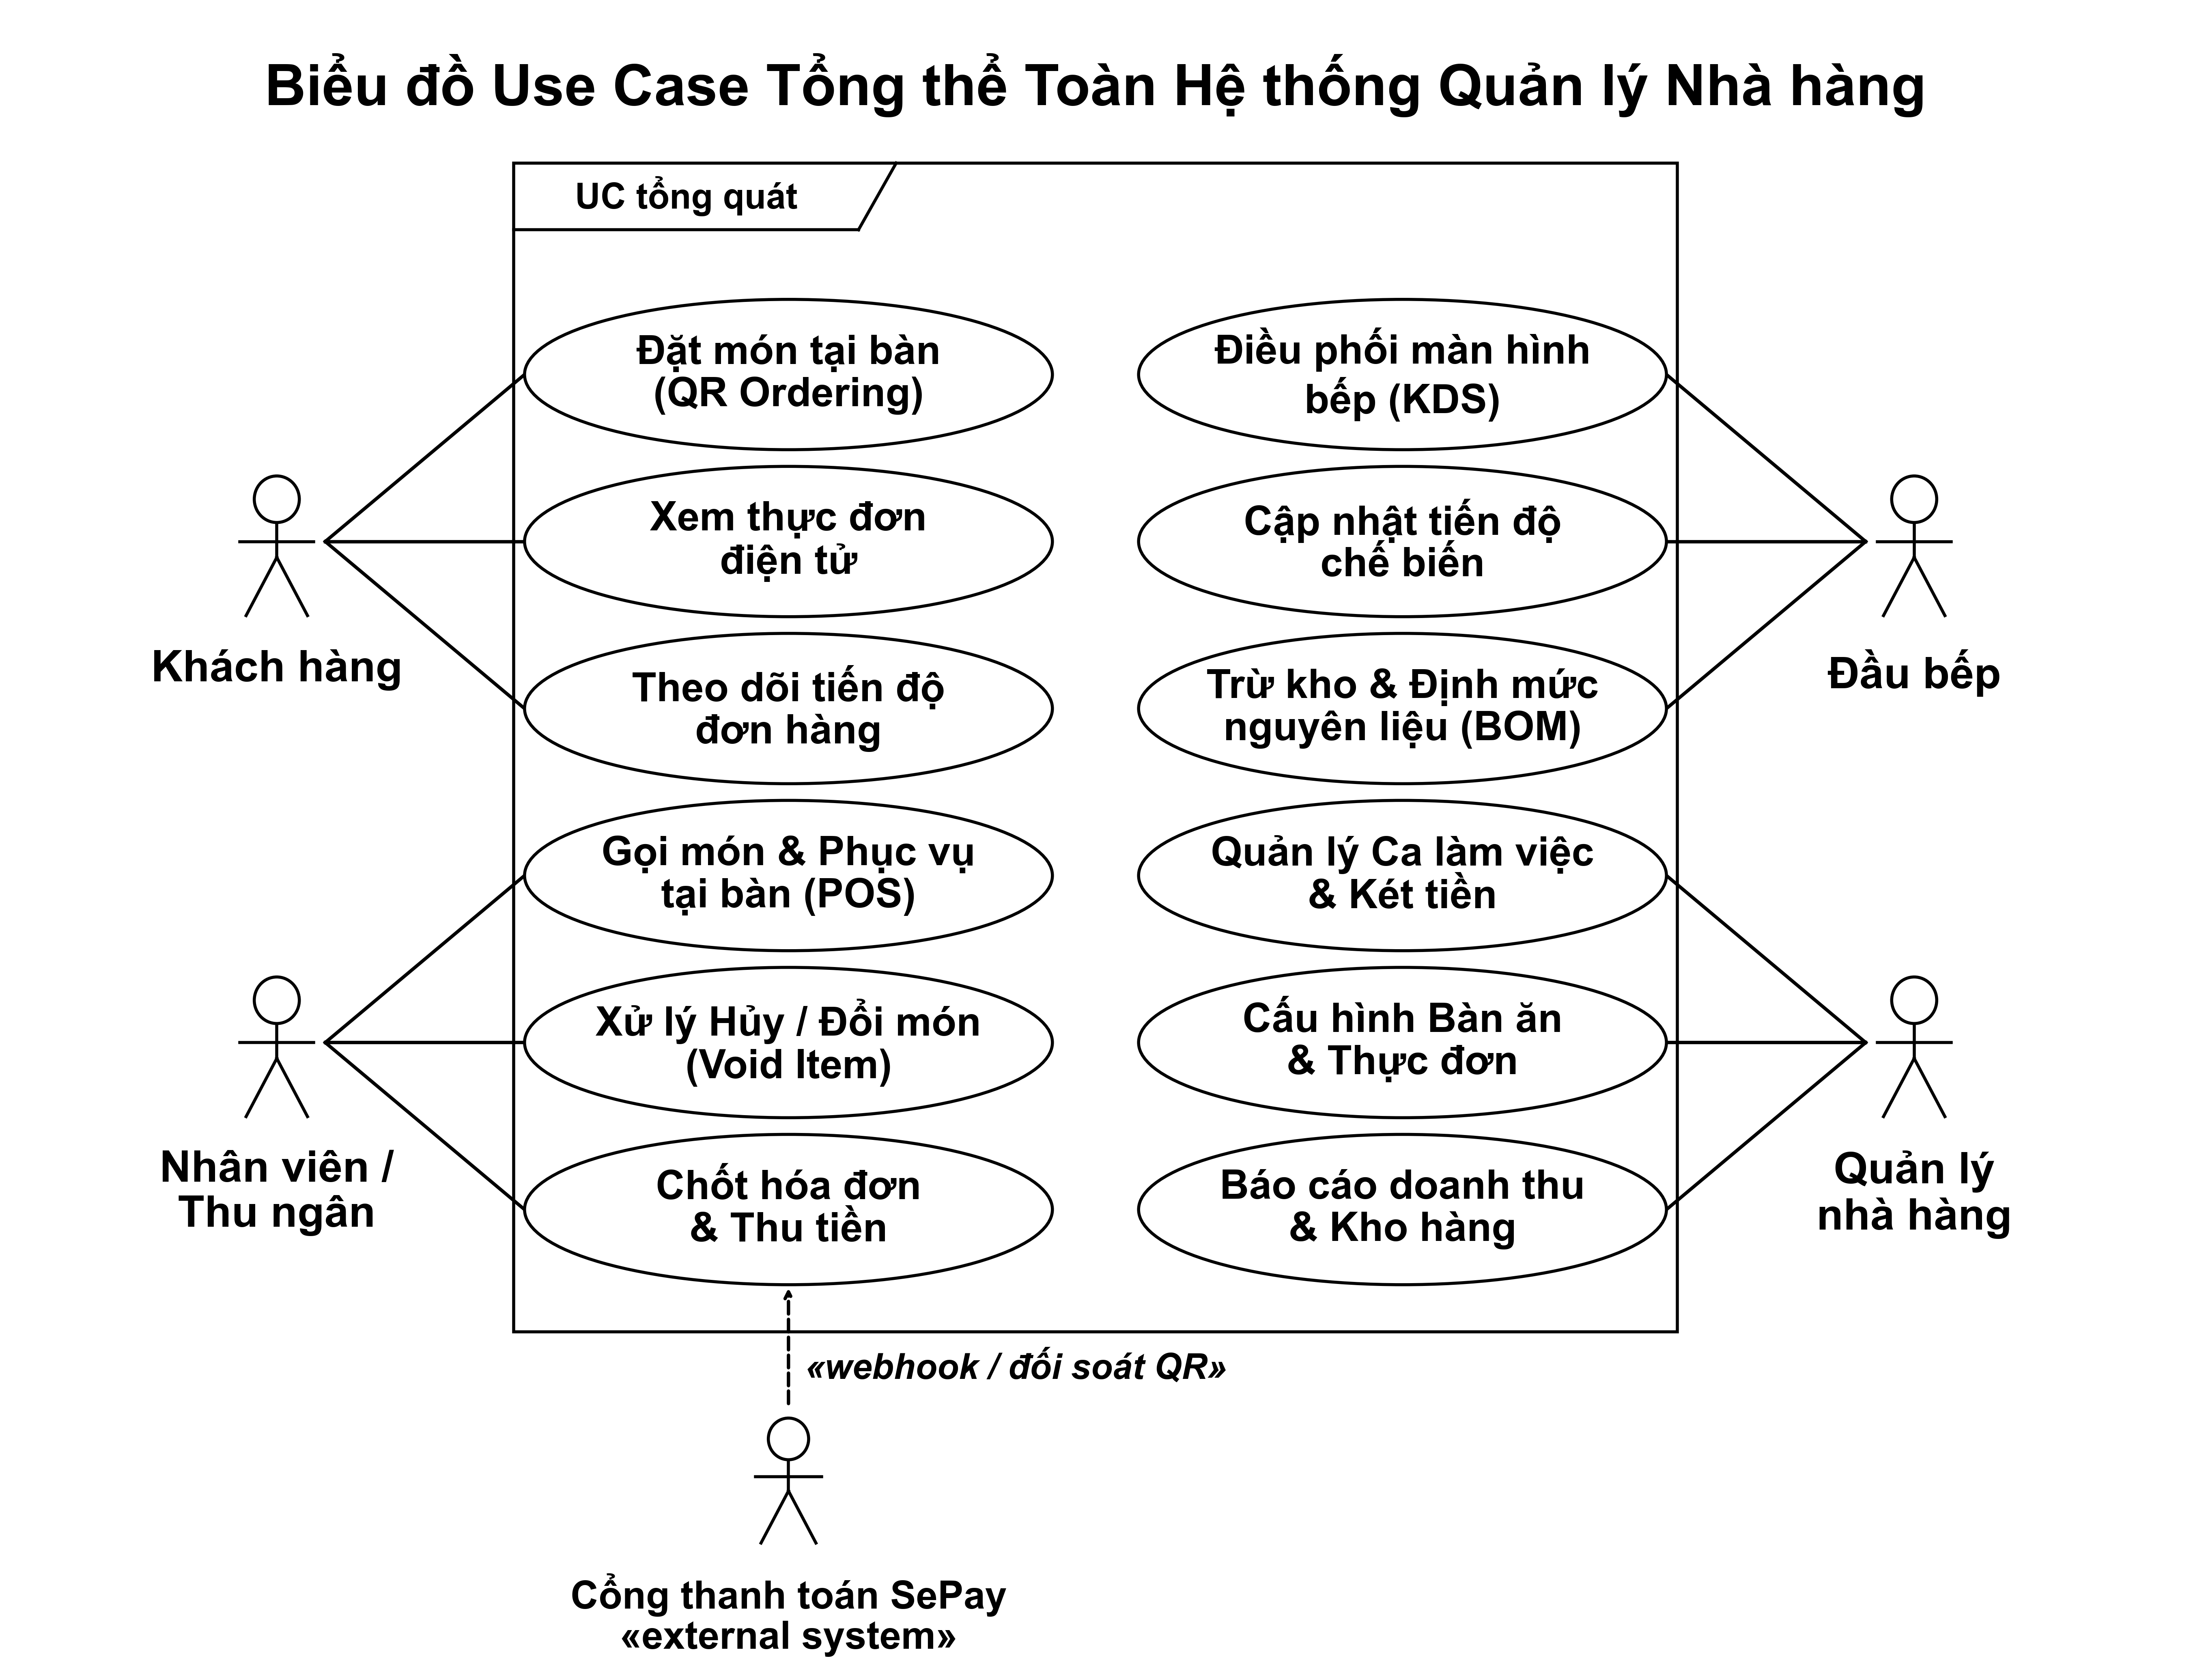 Biểu đồ Use Case Tổng thể Toàn Hệ thống Quản lý Nhà hàng
UC tổng quát
Đặt món tại bàn
(QR Ordering)
Xem thực đơn
điện tử
Theo dõi tiến độ
đơn hàng
Gọi món & Phục vụ
tại bàn (POS)
Xử lý Hủy / Đổi món
(Void Item)
Chốt hóa đơn
& Thu tiền
Điều phối màn hình
bếp (KDS)
Cập nhật tiến độ
chế biến
Trừ kho & Định mức
nguyên liệu (BOM)
Quản lý Ca làm việc
& Két tiền
Cấu hình Bàn ăn
& Thực đơn
Báo cáo doanh thu
& Kho hàng
Khách hàng
Nhân viên /
Thu ngân
Đầu bếp
Quản lý
nhà hàng
«webhook / đối soát QR»
Cổng thanh toán SePay
«external system»